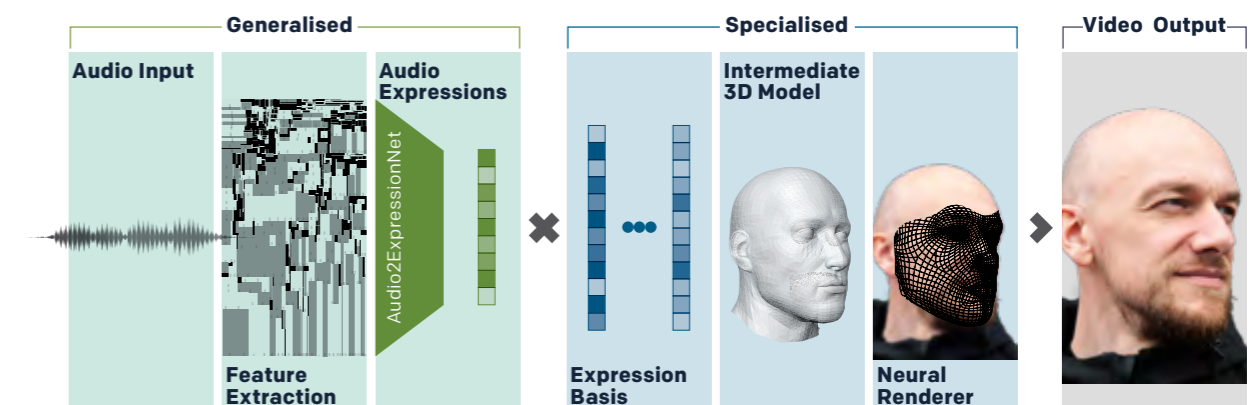 Generalised
Specialised
Video Output
Audio Input
Audio
Expressions
Intermediate
3D Model
Audio2ExpressionNet
Feature
Extraction
Expression
Basis
Neural
Renderer